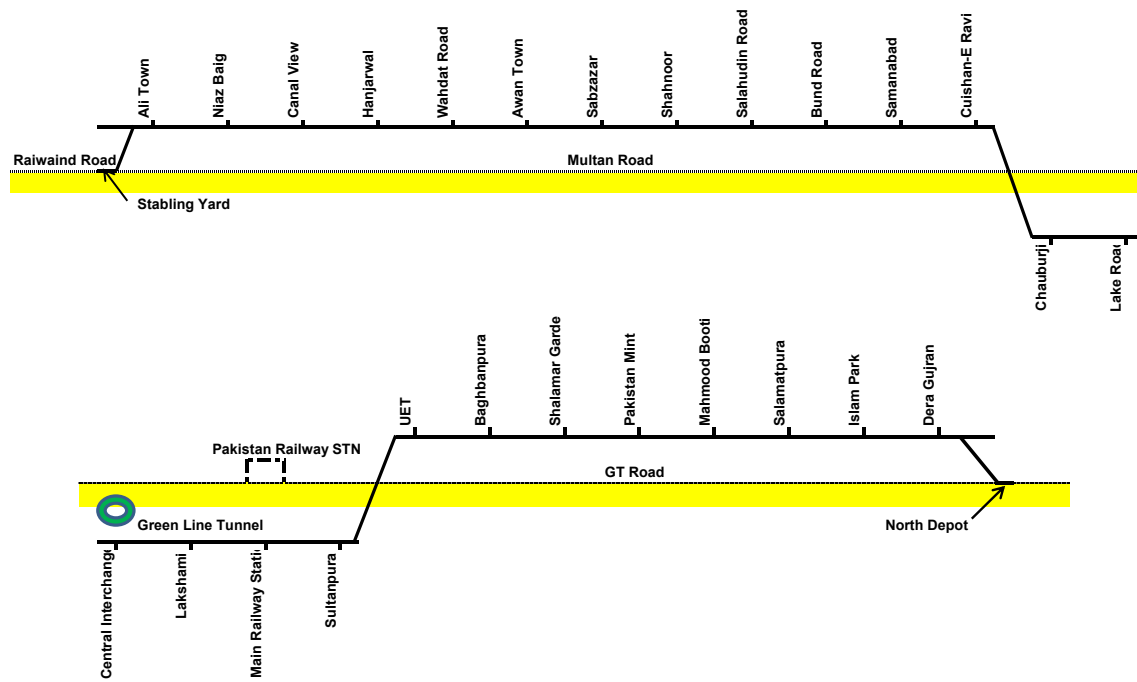 Ali Town
Niaz Baig
Canal View
Hanjarwal
Wahdat Road
Awan Town
Sabzazar
Shahnoor
Salahudin Road
Bund Road
Samanabad
Cuishan-E Ravi
Raiwaind Road
Multan Road
Stabling Yard
Chauburji
Lake Road
UET
Baghbanpura
Shalamar Garde
Pakistan Mint
Mahmood Booti
Salamatpura
Islam Park
Dera Gujran
Pakistan Railway STN
GT Road
Green Line Tunnel
North Depot
Central Interchang
Lakshami
Main Railway Stati
Sultanpura